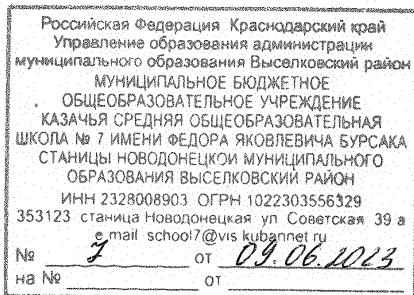 Российская Федерация Краснодарский край
Управление образования администрации
муниципального образования Выселковский район
МУНИЦИПАЛЬНОЕ БЮДЖЕТНОЕ
ОБЩЕОБРАЗОВАТЕЛЬНОЕ УЧРЕЖДЕНИЕ
КАЗАЧЬЯ СРЕДНЯЯ ОБЩЕОБРАЗОВАТЕЛЬНАЯ
ШКОЛА № 7 ИМЕНИ ФЕДОРА ЯКОВЛЕВИЧА БУРСАКА
СТАНИЦЫ НОВОДОНЕЦКОЙ МУНИЦИПАЛЬНОГО
ОБРАЗОВАНИЯ ВЫСЕЛКОВСКИЙ РАЙОН
ИНН 2328008903 ОГРН 1022303556329
353123 станица Новодонецкая ул Советская 39 а
e mail school7@vis kubannet ru
№ 7 от 09.06.2023
на № от